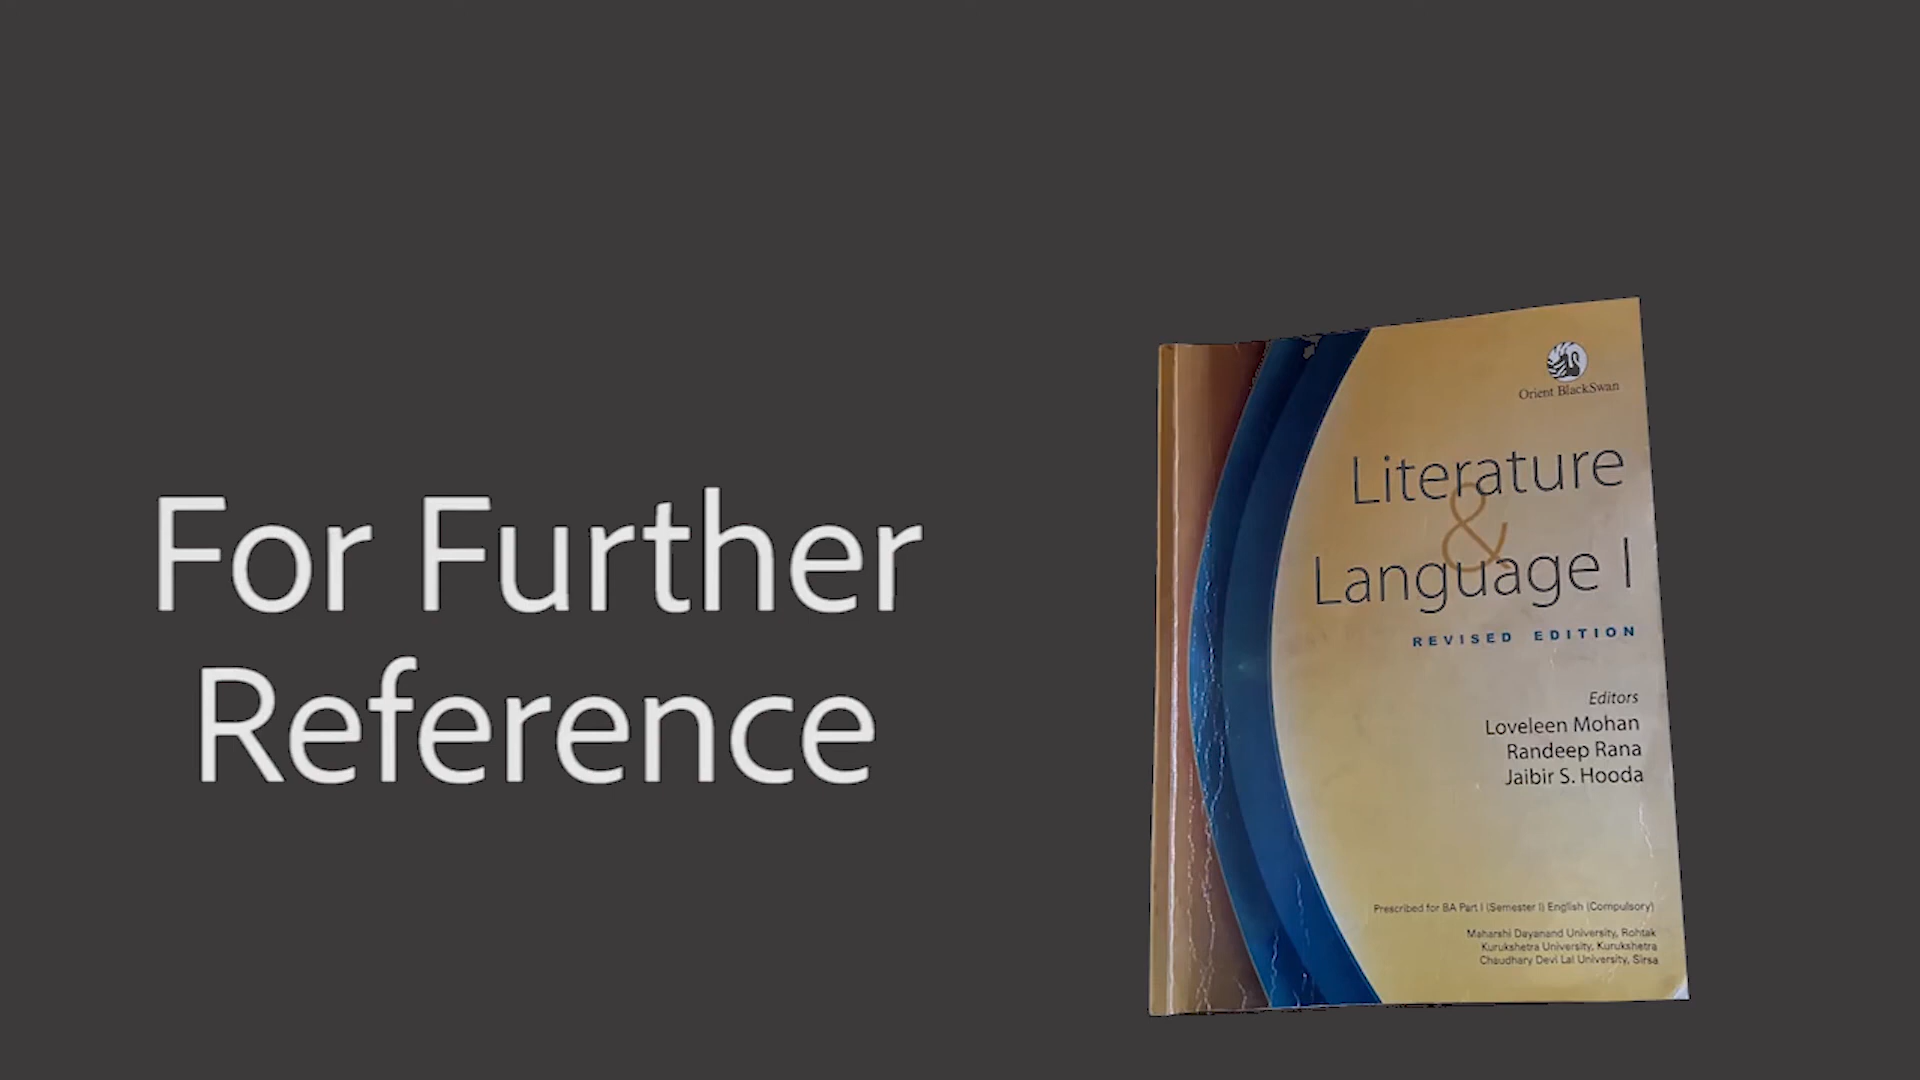 For Further
Reference
Orient BlackSwan
Literature
&
Language I
REVISED EDITION
Editors
Loveleen Mohan
Randeep Rana
Jaibir S. Hooda
Prescribed for BA Part I (Semester I) English (Compulsory)
Maharshi Dayanand University, Rohtak
Kurukshetra University, Kurukshetra
Chaudhary Devi Lal University, Sirsa